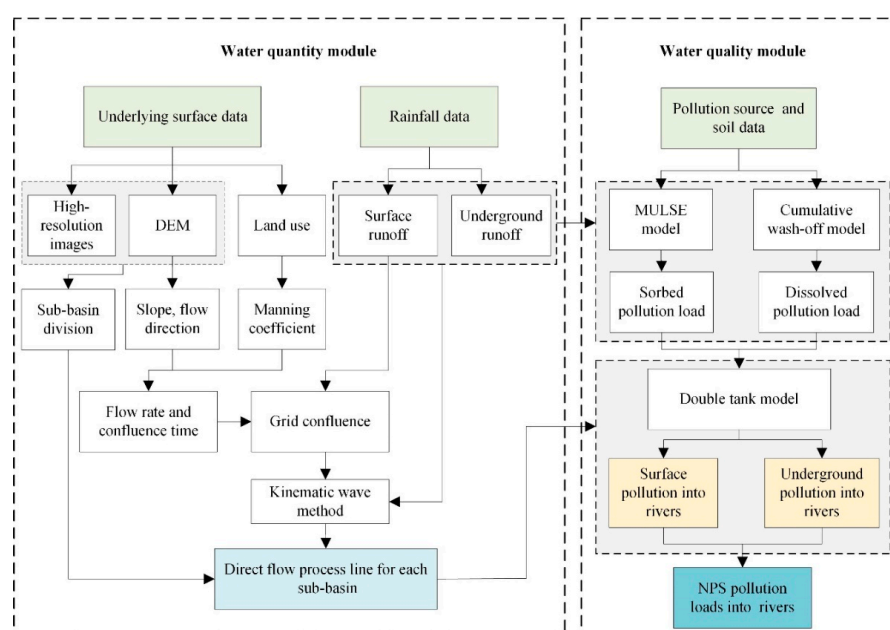 Water quantity module
Underlying surface data
Rainfall data
High-
resolution
images
DEM
Land use
Surface
runoff
Underground
runoff
Sub-basin
division
Slope, flow
direction
Manning
coefficient
Flow rate and
confluence time
Grid confluence
Kinematic wave
method
Direct flow process line for each
sub-basin
Water quality module
Pollution source and
soil data
MULSE
model
Cumulative
wash-off model
Sorbed
pollution load
Dissolved
pollution load
Double tank model
Surface
pollution into
rivers
Underground
pollution into
rivers
NPS pollution
loads into rivers